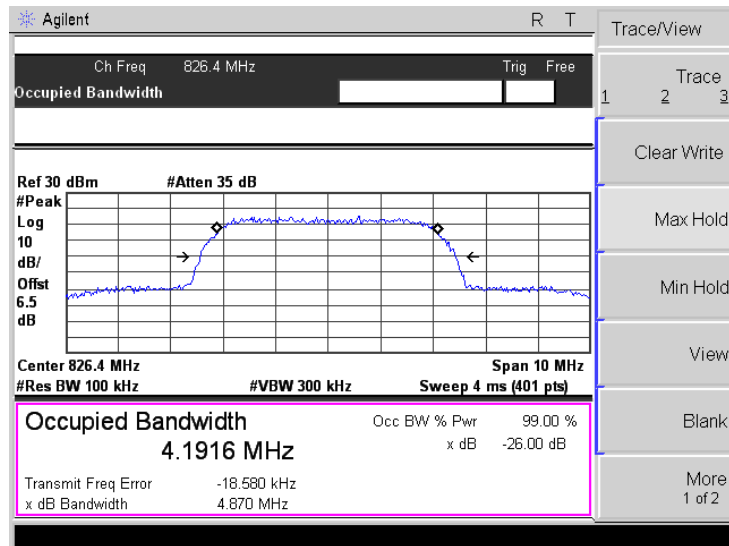 Agilent
R T
Trace/View
Ch Freq 826.4 MHz
Trig Free
Occupied Bandwidth
Trace
1 2 3
Clear Write
Ref 30 dBm #Atten 35 dB
#Peak
Log
10
dB/
Offst
6.5
dB
Max Hold
Min Hold
View
Center 826.4 MHz
Span 10 MHz
#Res BW 100 kHz #VBW 300 kHz Sweep 4 ms (401 pts)
Occupied Bandwidth
4.1916 MHz
Occ BW % Pwr 99.00 %
x dB -26.00 dB
Transmit Freq Error -18.580 kHz
x dB Bandwidth 4.870 MHz
Blank
More
1 of 2